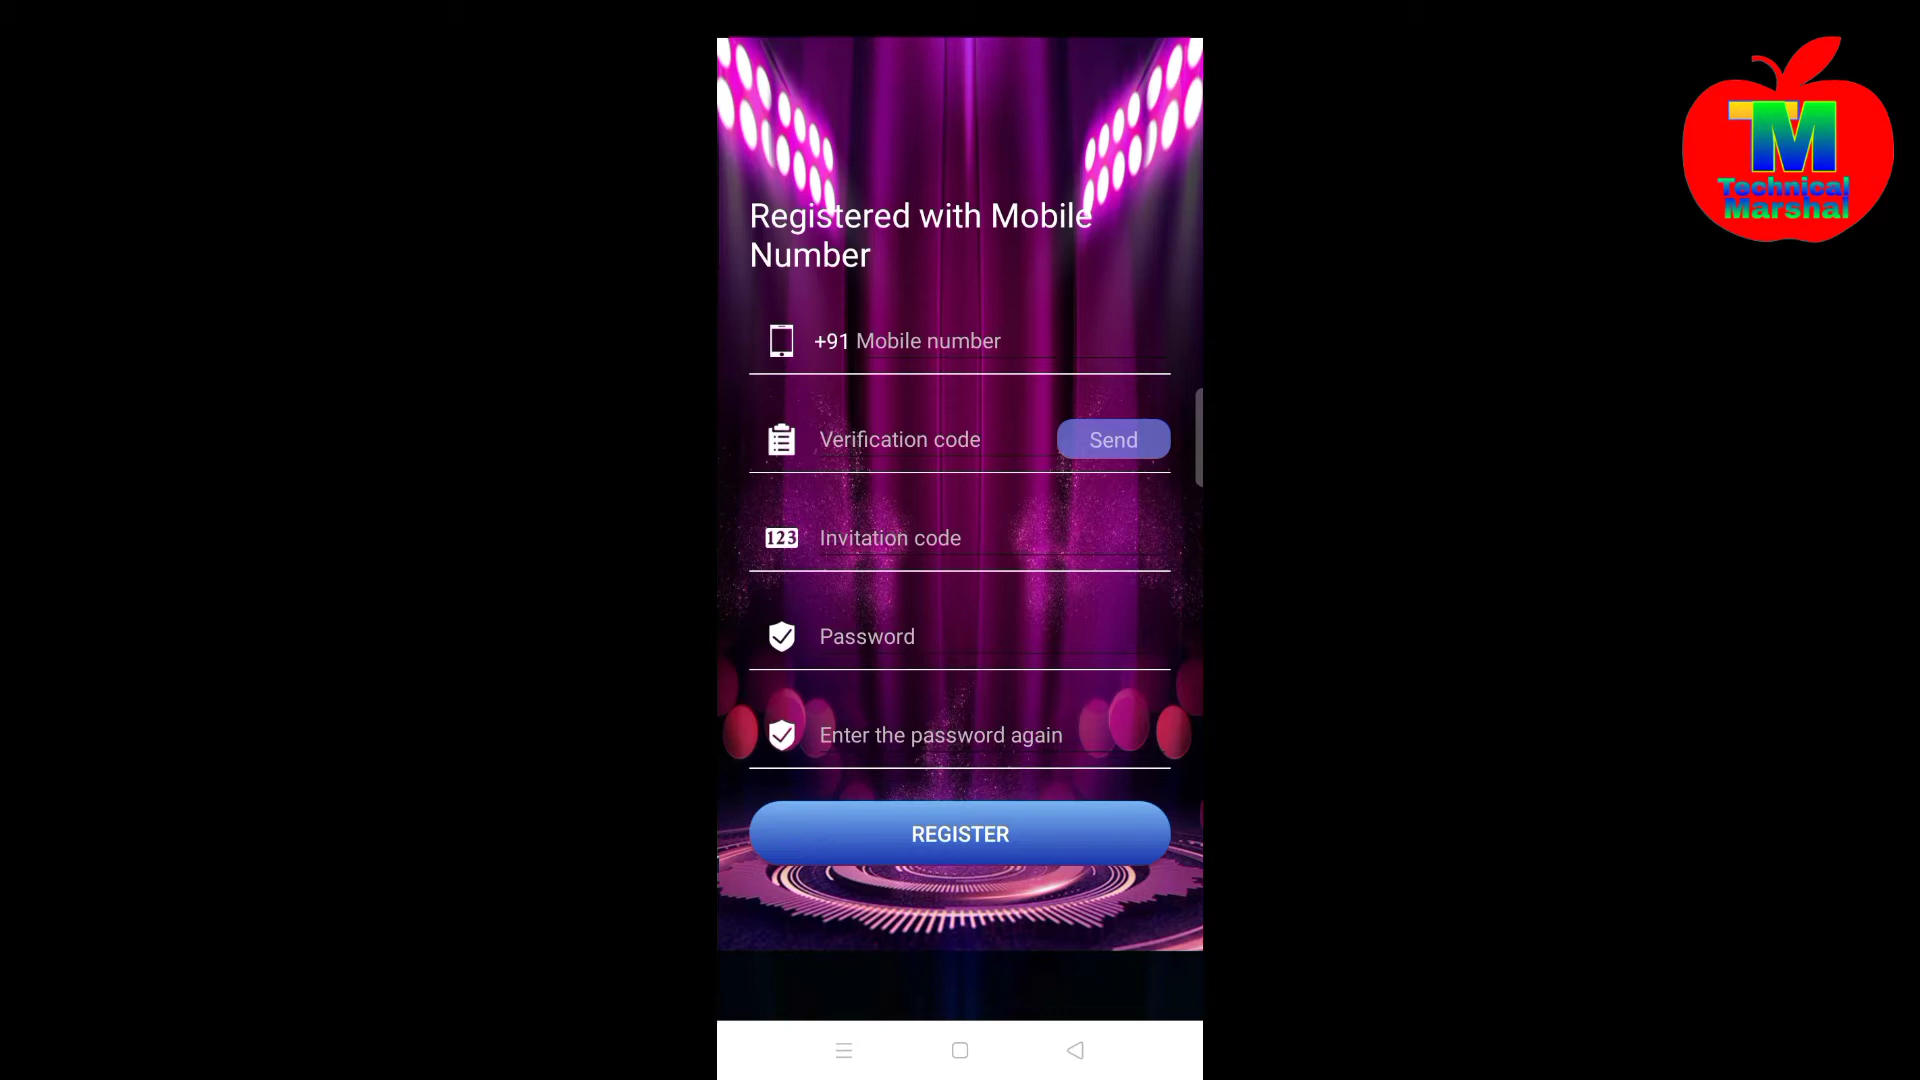 Registered with Mobile
Number
+91 Mobile number
Verification code
Send
123
Invitation code
Password
Enter the password again
REGISTER
TM
Technical
Marshal